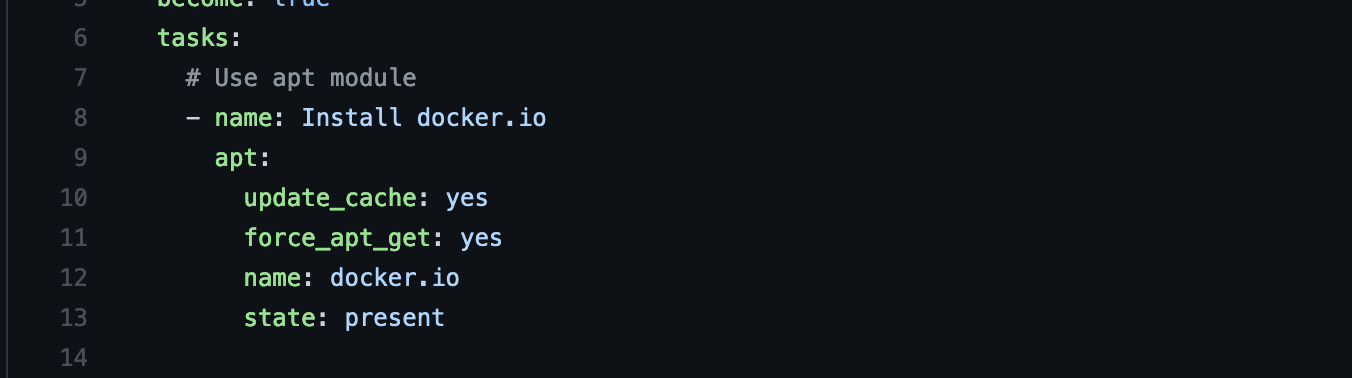 5 become: true
6 tasks:
7 # Use apt module
8 - name: Install docker.io
9 apt:
10 update_cache: yes
11 force_apt_get: yes
12 name: docker.io
13 state: present
14